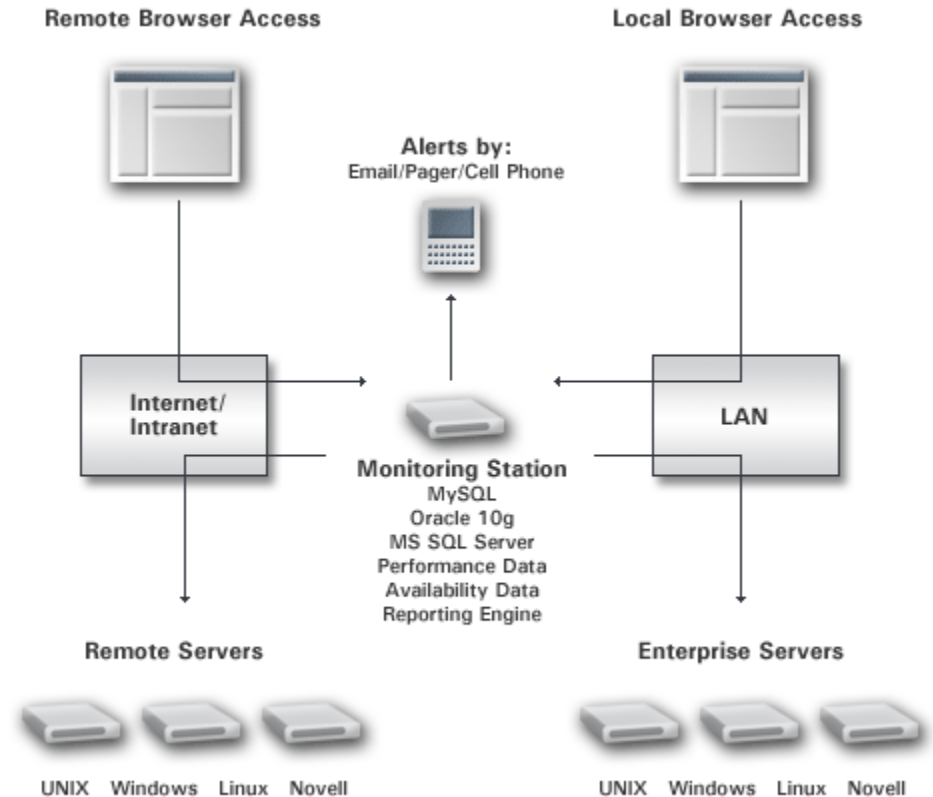 Remote Browser Access
Local Browser Access
Alerts by:
Email/Pager/Cell Phone
Internet/
Intranet
LAN
Monitoring Station
MySQL
Oracle 10g
MS SQL Server
Performance Data
Availability Data
Reporting Engine
Remote Servers
Enterprise Servers
UNIX Windows Linux Novell
UNIX Windows Linux Novell